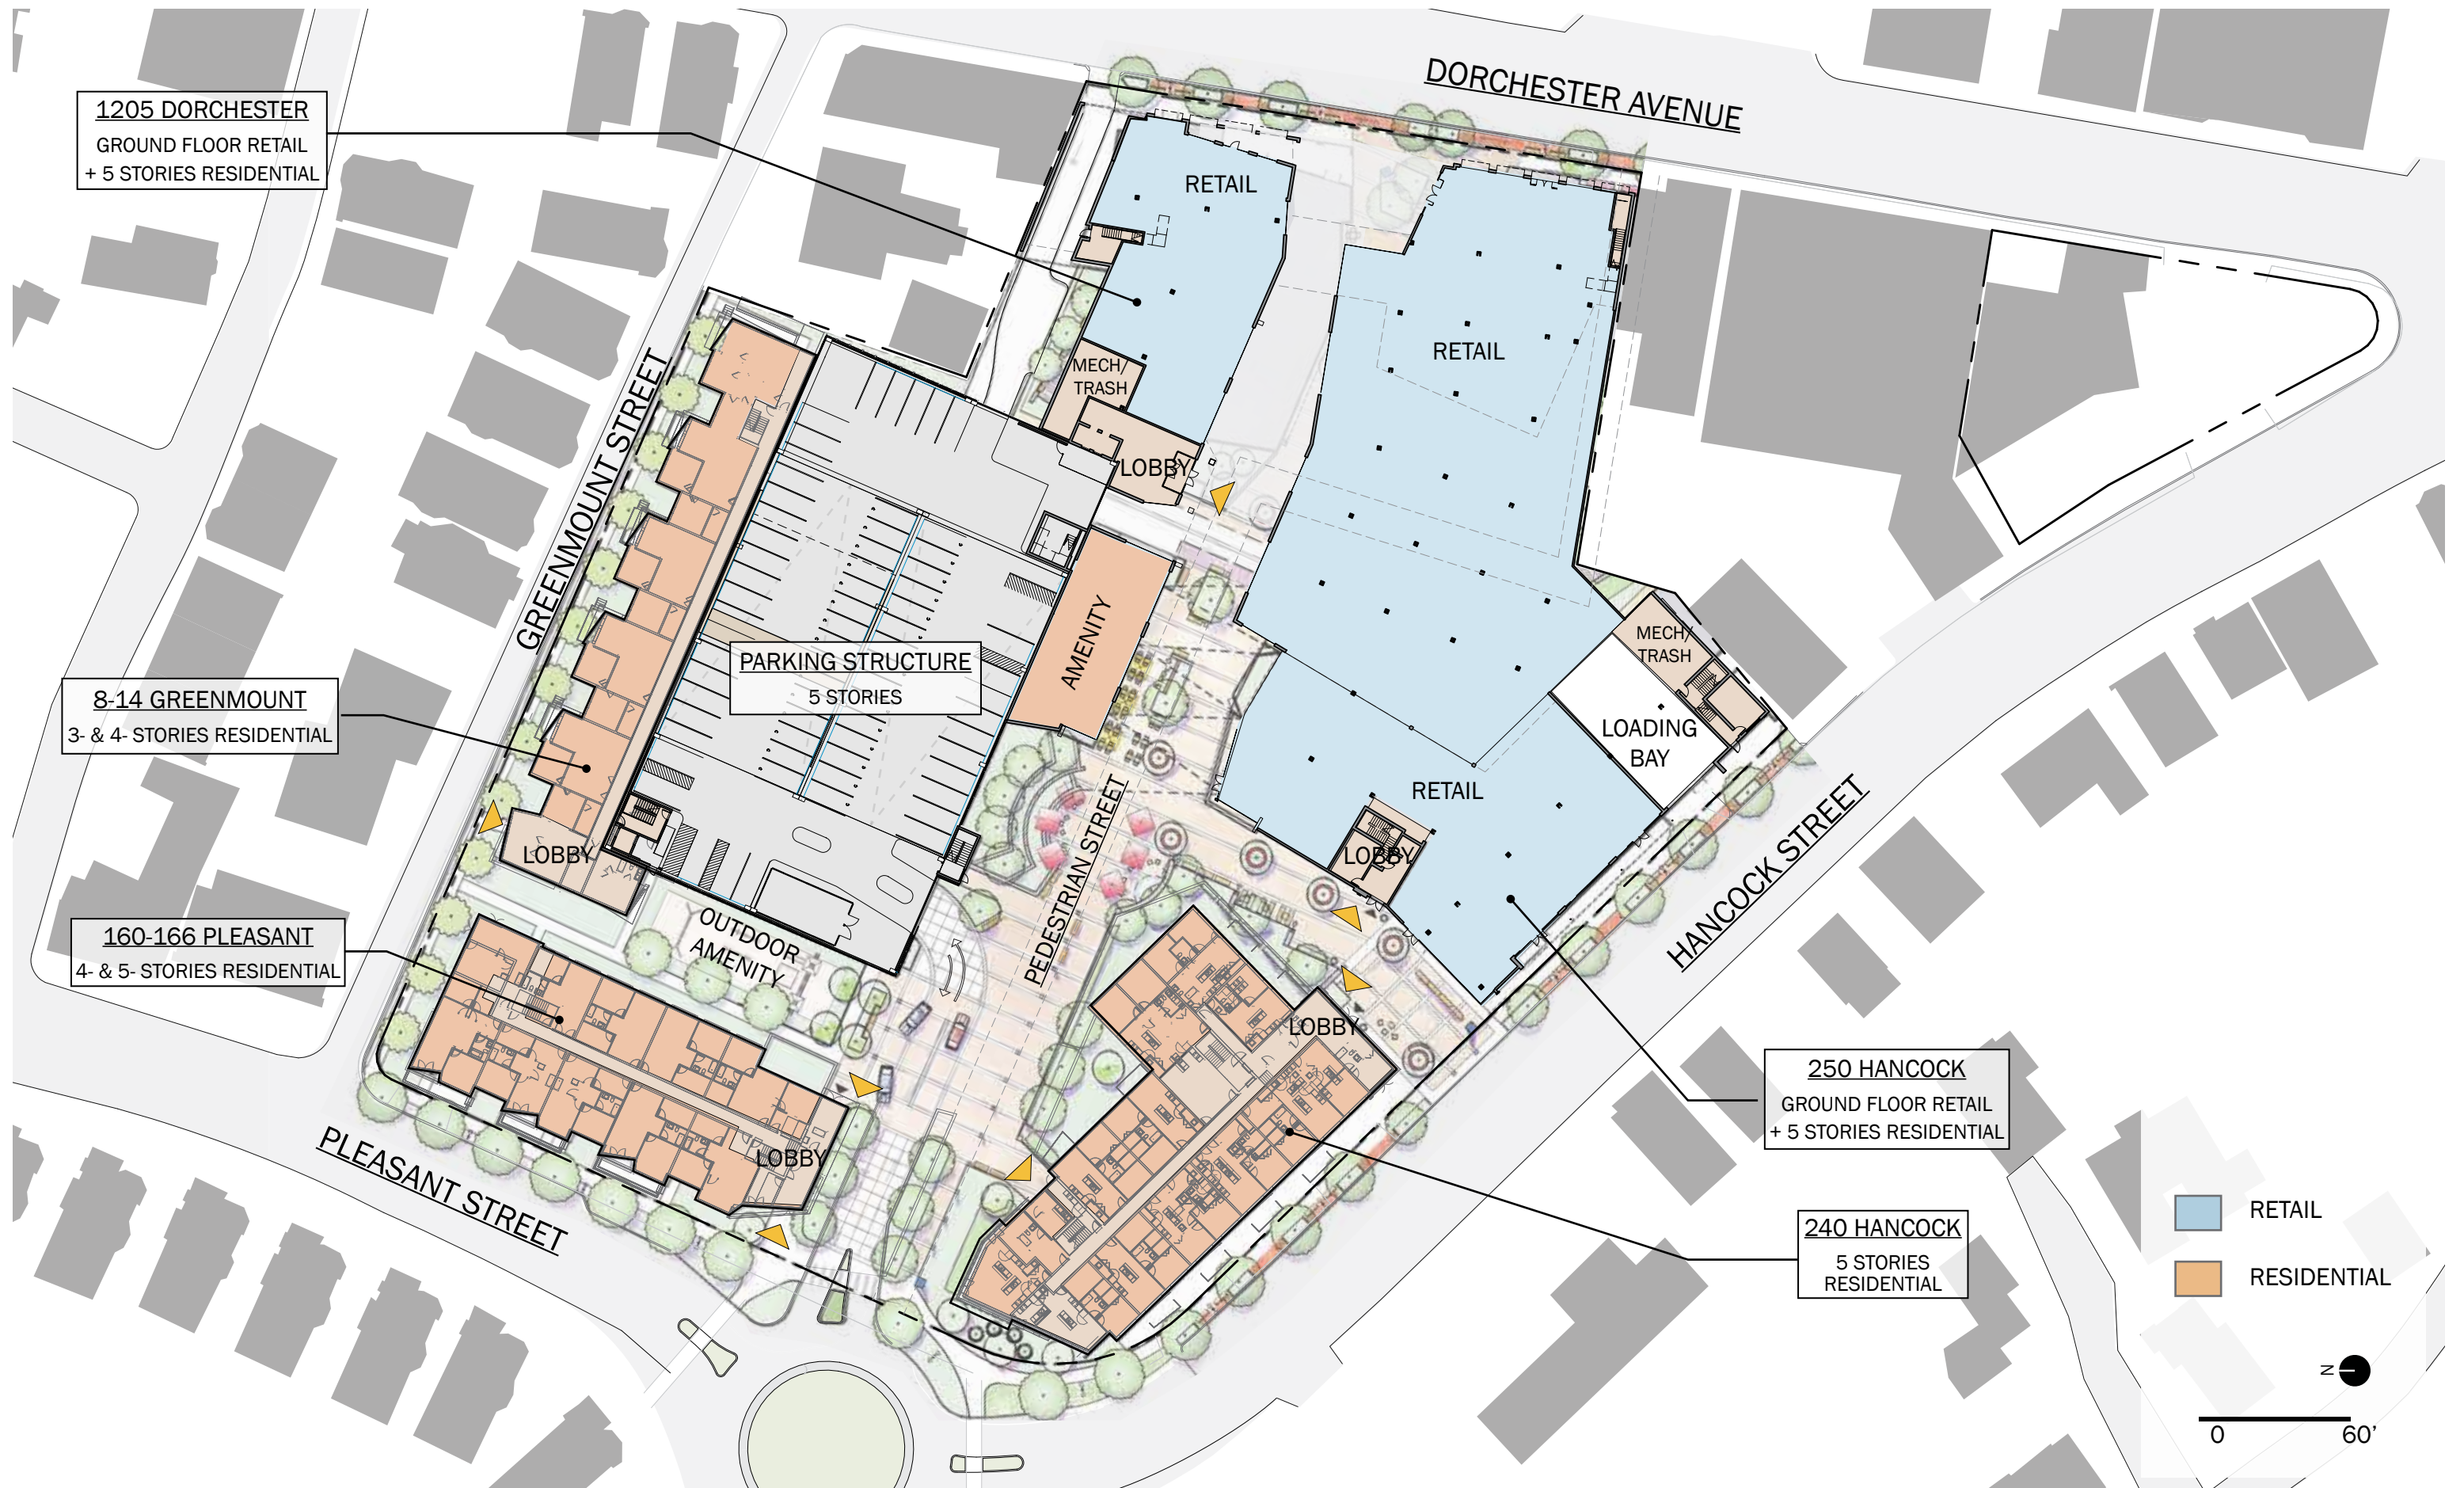 DORCHESTER AVENUE
1205 DORCHESTER
GROUND FLOOR RETAIL
+ 5 STORIES RESIDENTIAL
RETAIL
RETAIL
MECH/
TRASH
LOBBY
GREENMOUNT STREET
AMENITY
PARKING STRUCTURE
5 STORIES
MECH/
TRASH
LOADING
BAY
8-14 GREENMOUNT
3- & 4- STORIES RESIDENTIAL
RETAIL
PEDESTRIAN STREET
HANCOCK STREET
LOBBY
LOBBY
OUTDOOR
AMENITY
160-166 PLEASANT
4- & 5- STORIES RESIDENTIAL
LOBBY
250 HANCOCK
GROUND FLOOR RETAIL
+ 5 STORIES RESIDENTIAL
LOBBY
PLEASANT STREET
240 HANCOCK
5 STORIES
RESIDENTIAL
RETAIL
RESIDENTIAL
N
0 60'